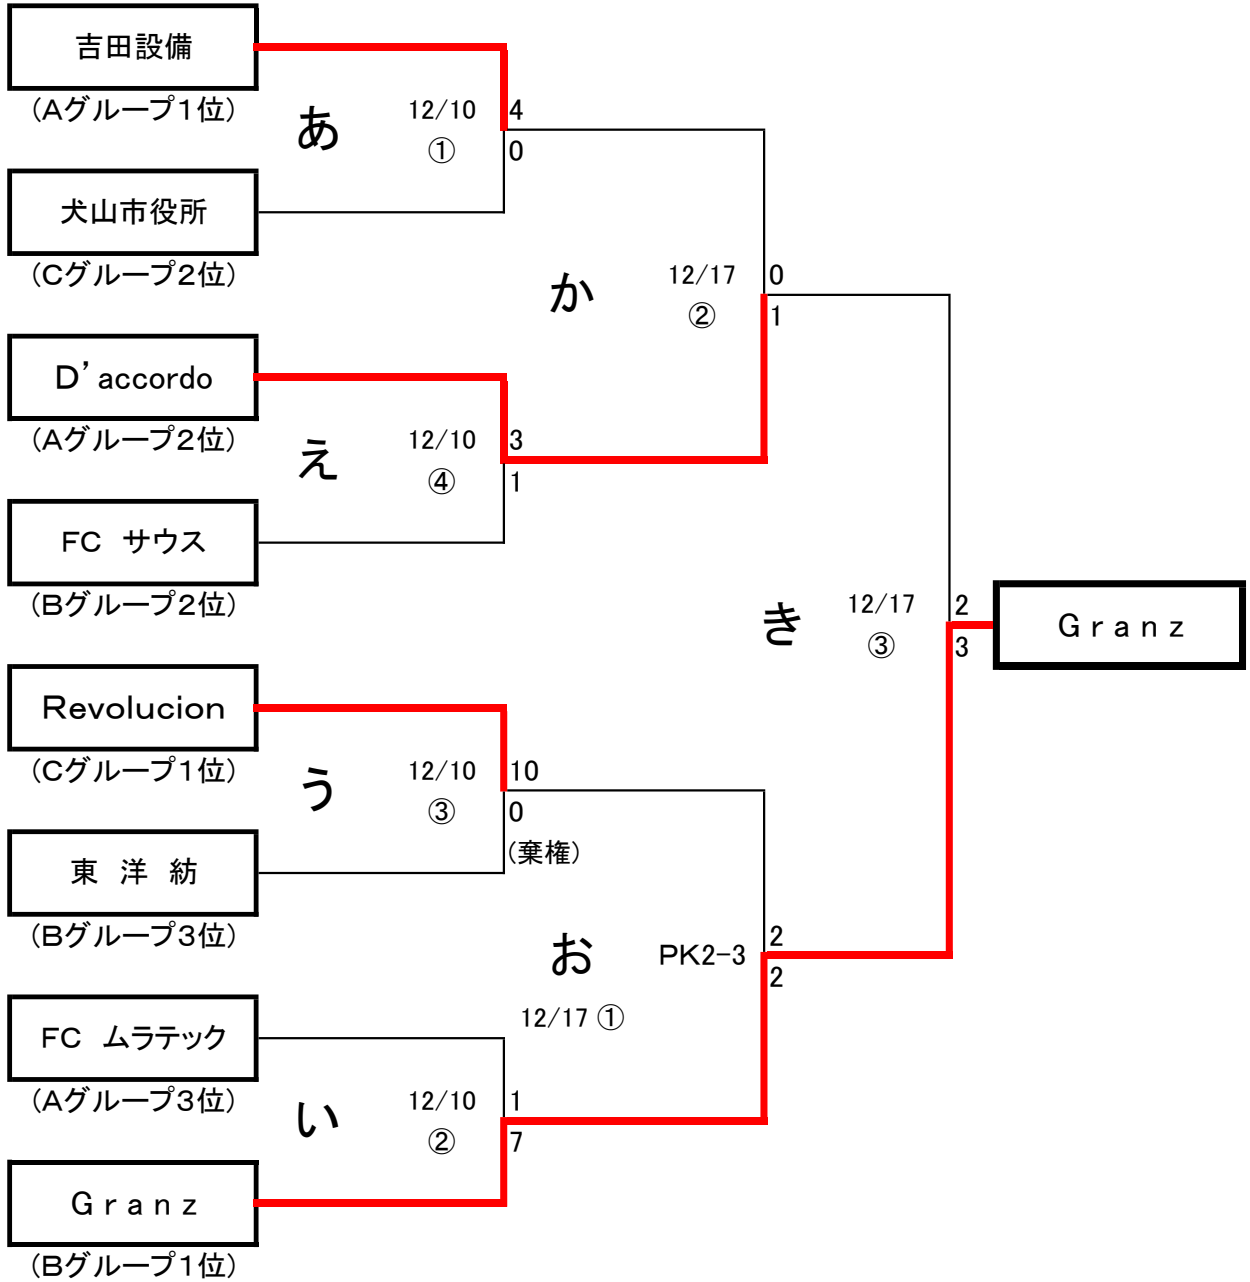 吉田設備
(Aグループ1位)
あ
12/10
①
4
0
犬山市役所
(Cグループ2位)
か
12/17
②
0
1
D'accordo
(Aグループ2位)
え
12/10
④
3
1
FC サウス
(Bグループ2位)
き
12/17
③
2
3
Granz
Revolucion
(Cグループ1位)
う
12/10
③
10
0
(棄権)
東 洋 紡
(Bグループ3位)
お
PK2-3
2
2
12/17 ①
FC ムラテック
(Aグループ3位)
い
12/10
②
1
7
Granz
(Bグループ1位)